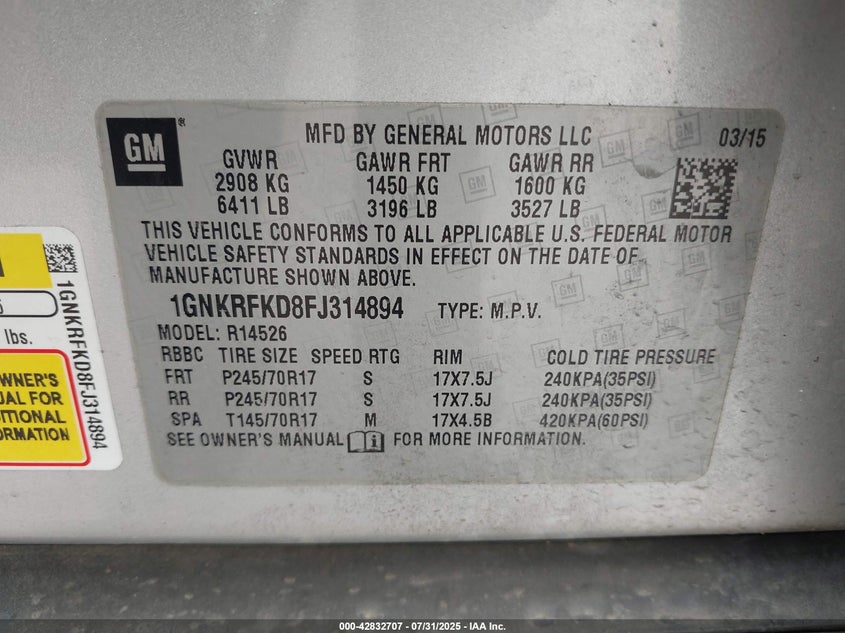 GM
MFD BY GENERAL MOTORS LLC 03/15
GVWR GAWR FRT GAWR RR
2908 KG 1450 KG 1600 KG
6411 LB 3196 LB 3527 LB
THIS VEHICLE CONFORMS TO ALL APPLICABLE U.S. FEDERAL MOTOR
VEHICLE SAFETY STANDARDS IN EFFECT ON THE DATE OF
MANUFACTURE SHOWN ABOVE.
1GNKRFKD8FJ314894 TYPE: M.P.V.
MODEL: R14526
RBBC TIRE SIZE SPEED RTG RIM COLD TIRE PRESSURE
FRT P245/70R17 S 17X7.5J 240KPA(35PSI)
RR P245/70R17 S 17X7.5J 240KPA(35PSI)
SPA T145/70R17 M 17X4.5B 420KPA(60PSI)
SEE OWNER'S MANUAL FOR MORE INFORMATION.
1GNKRFKD8FJ314894
lbs.
OWNER'S
FOR
000-42832707 - 07/31/2025 - IAA Inc.